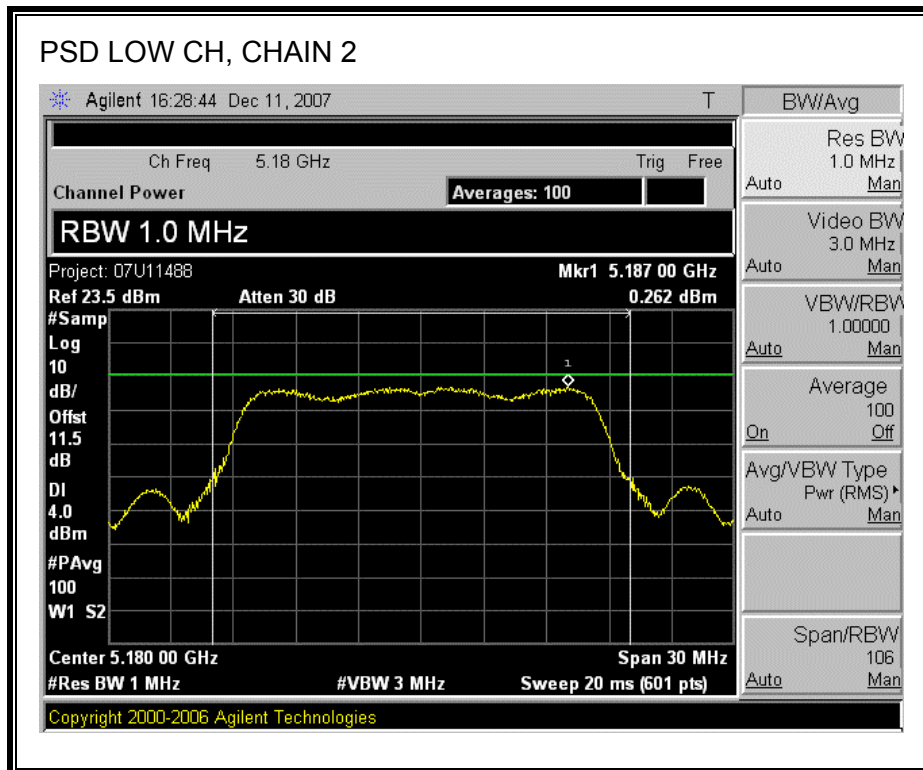 PSD LOW CH, CHAIN 2
Agilent 16:28:44 Dec 11, 2007 T
Ch Freq 5.18 GHz Trig Free
Channel Power Averages: 100
RBW 1.0 MHz
Project: 07U11488 Mkr1 5.187 00 GHz
Ref 23.5 dBm Atten 30 dB 0.262 dBm
#Samp
Log
10
dB/
Offst
11.5
dB
DI
4.0
dBm
#PAvg
100
W1 S2
1
Center 5.180 00 GHz Span 30 MHz
#Res BW 1 MHz #VBW 3 MHz Sweep 20 ms (601 pts)
Copyright 2000-2006 Agilent Technologies
BW/Avg
Res BW
1.0 MHz
Auto Man
Video BW
3.0 MHz
Auto Man
VBW/RBW
1.00000
Auto Man
Average
100
On Off
Avg/VBW Type
Pwr (RMS)
Auto Man
Span/RBW
106
Auto Man